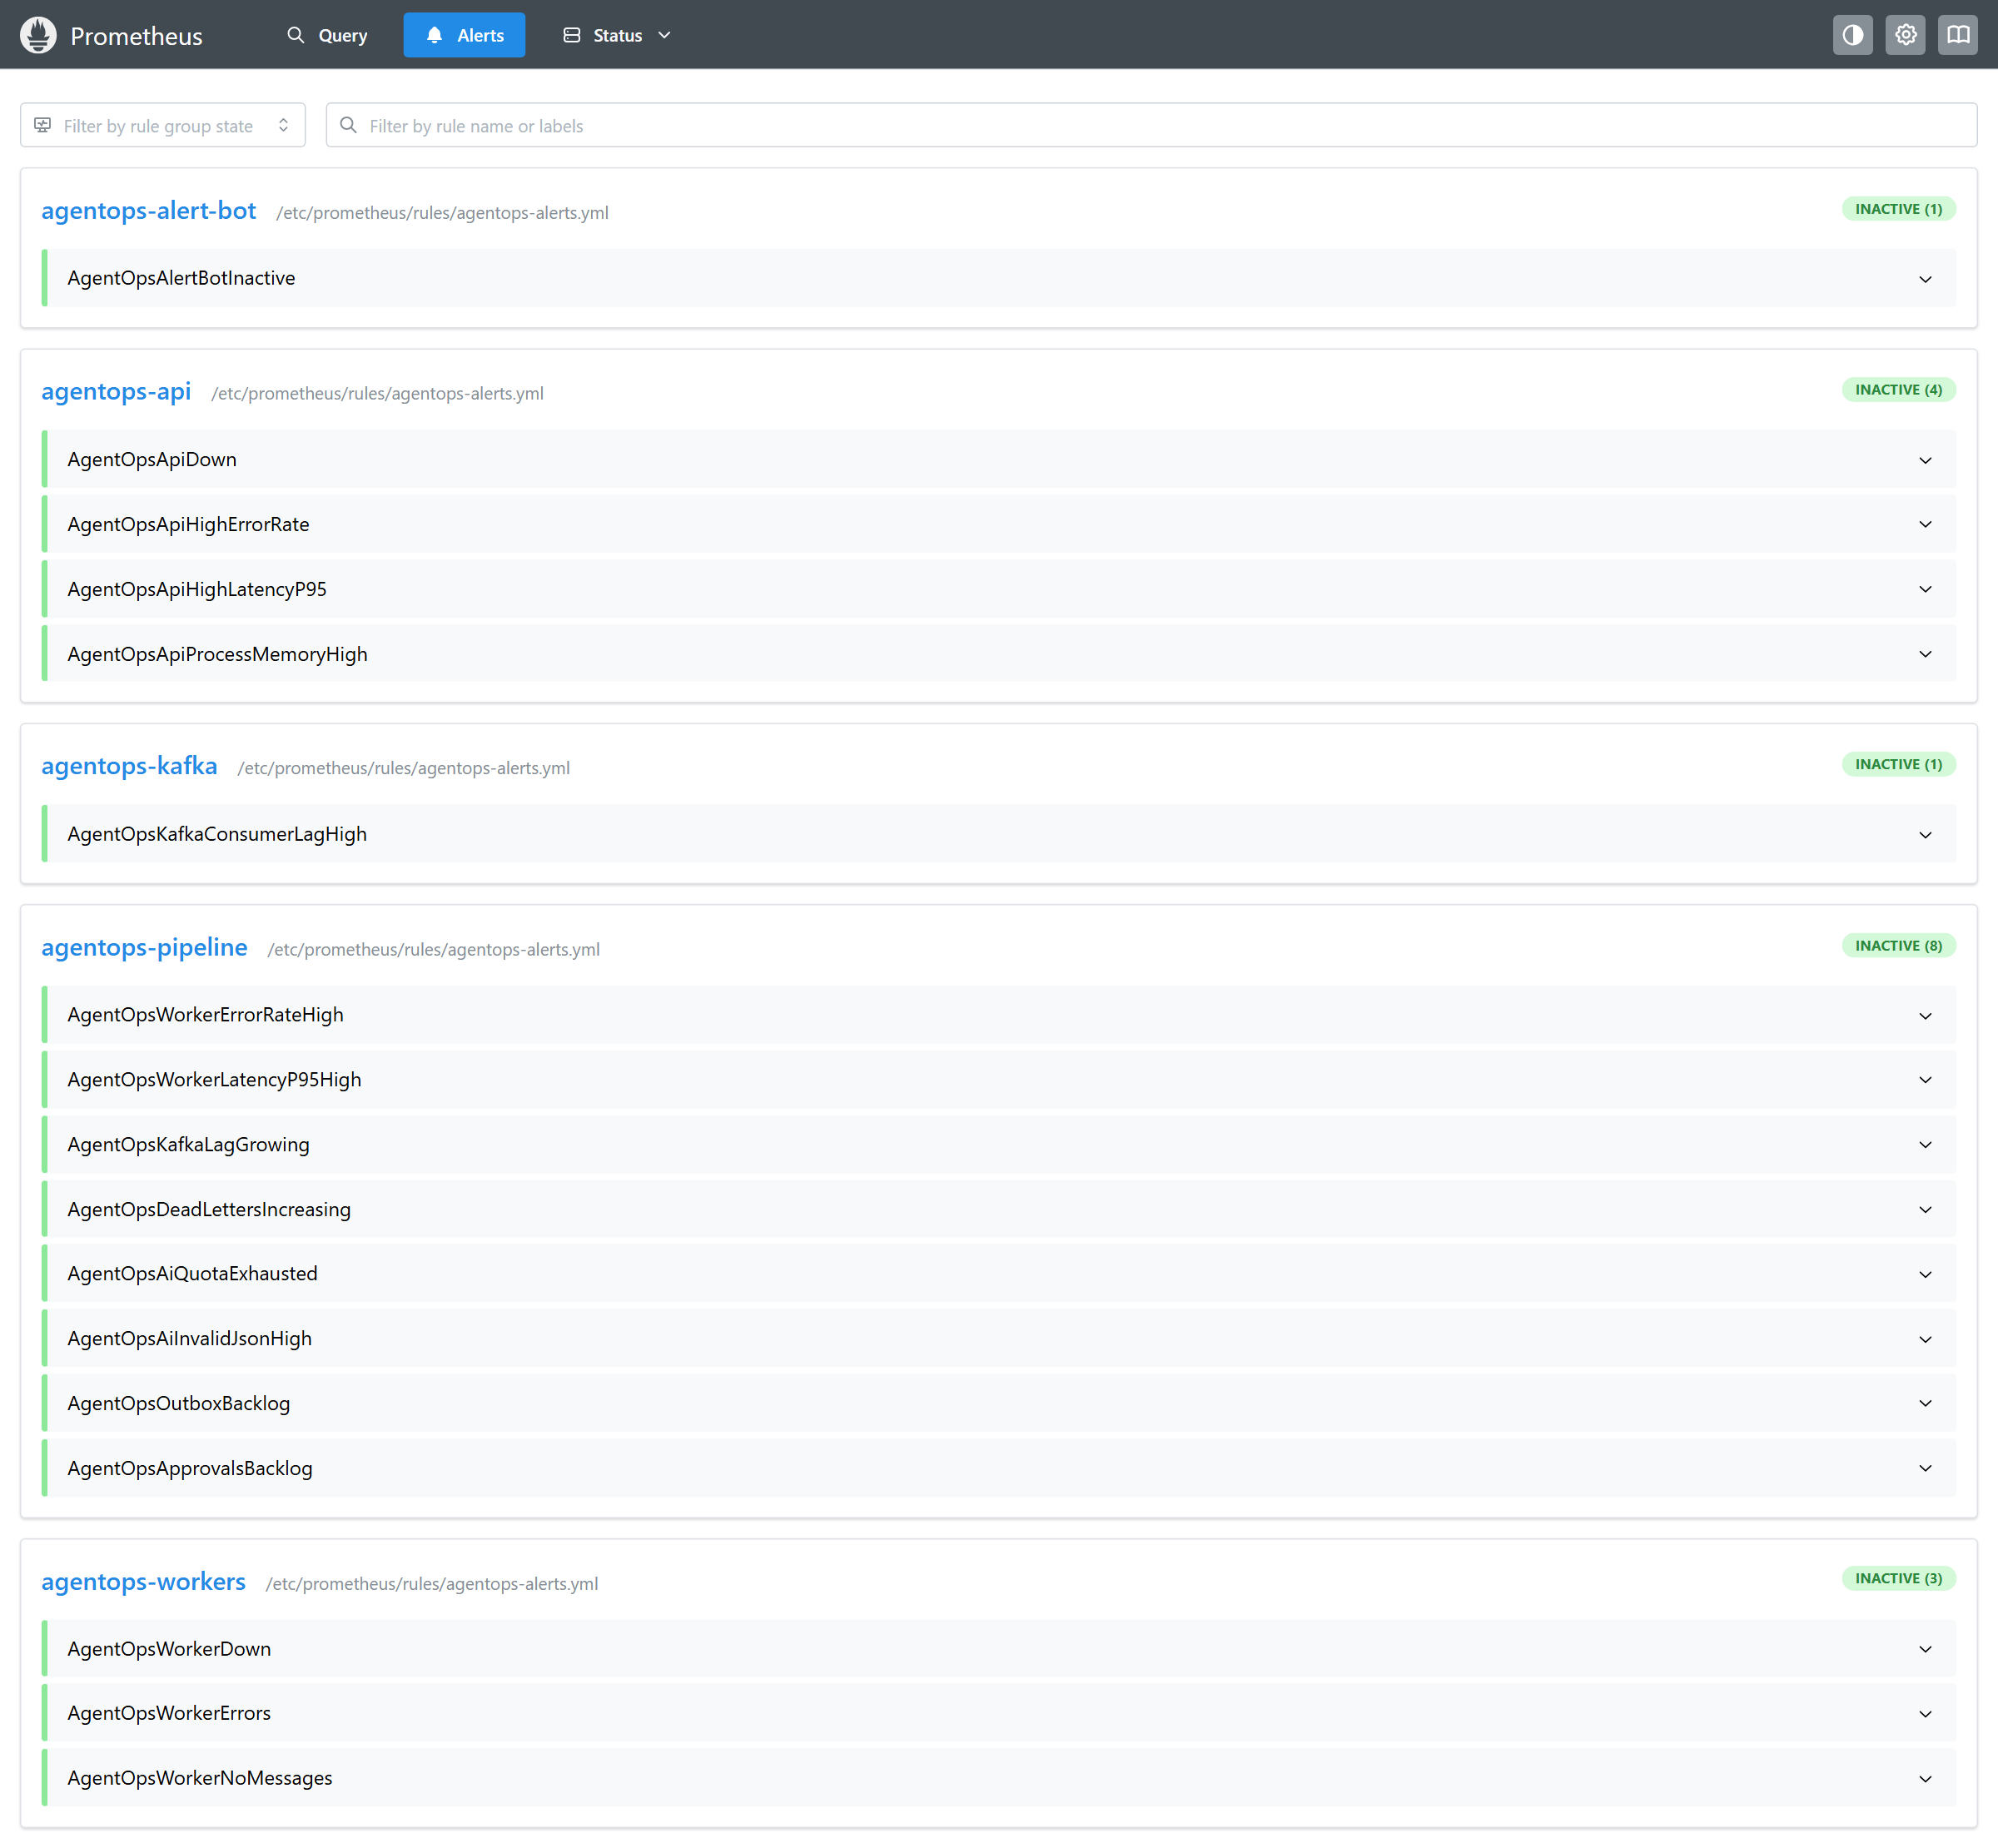 Prometheus Query Alerts Status
Filter by rule group state Filter by rule name or labels
agentops-alert-bot /etc/prometheus/rules/agentops-alerts.yml INACTIVE (1)
AgentOpsAlertBotInactive
agentops-api /etc/prometheus/rules/agentops-alerts.yml INACTIVE (4)
AgentOpsApiDown
AgentOpsApiHighErrorRate
AgentOpsApiHighLatencyP95
AgentOpsApiProcessMemoryHigh
agentops-kafka /etc/prometheus/rules/agentops-alerts.yml INACTIVE (1)
AgentOpsKafkaConsumerLagHigh
agentops-pipeline /etc/prometheus/rules/agentops-alerts.yml INACTIVE (8)
AgentOpsWorkerErrorRateHigh
AgentOpsWorkerLatencyP95High
AgentOpsKafkaLagGrowing
AgentOpsDeadLettersIncreasing
AgentOpsAiQuotaExhausted
AgentOpsAiInvalidJsonHigh
AgentOpsOutboxBacklog
AgentOpsApprovalsBacklog
agentops-workers /etc/prometheus/rules/agentops-alerts.yml INACTIVE (3)
AgentOpsWorkerDown
AgentOpsWorkerErrors
AgentOpsWorkerNoMessages